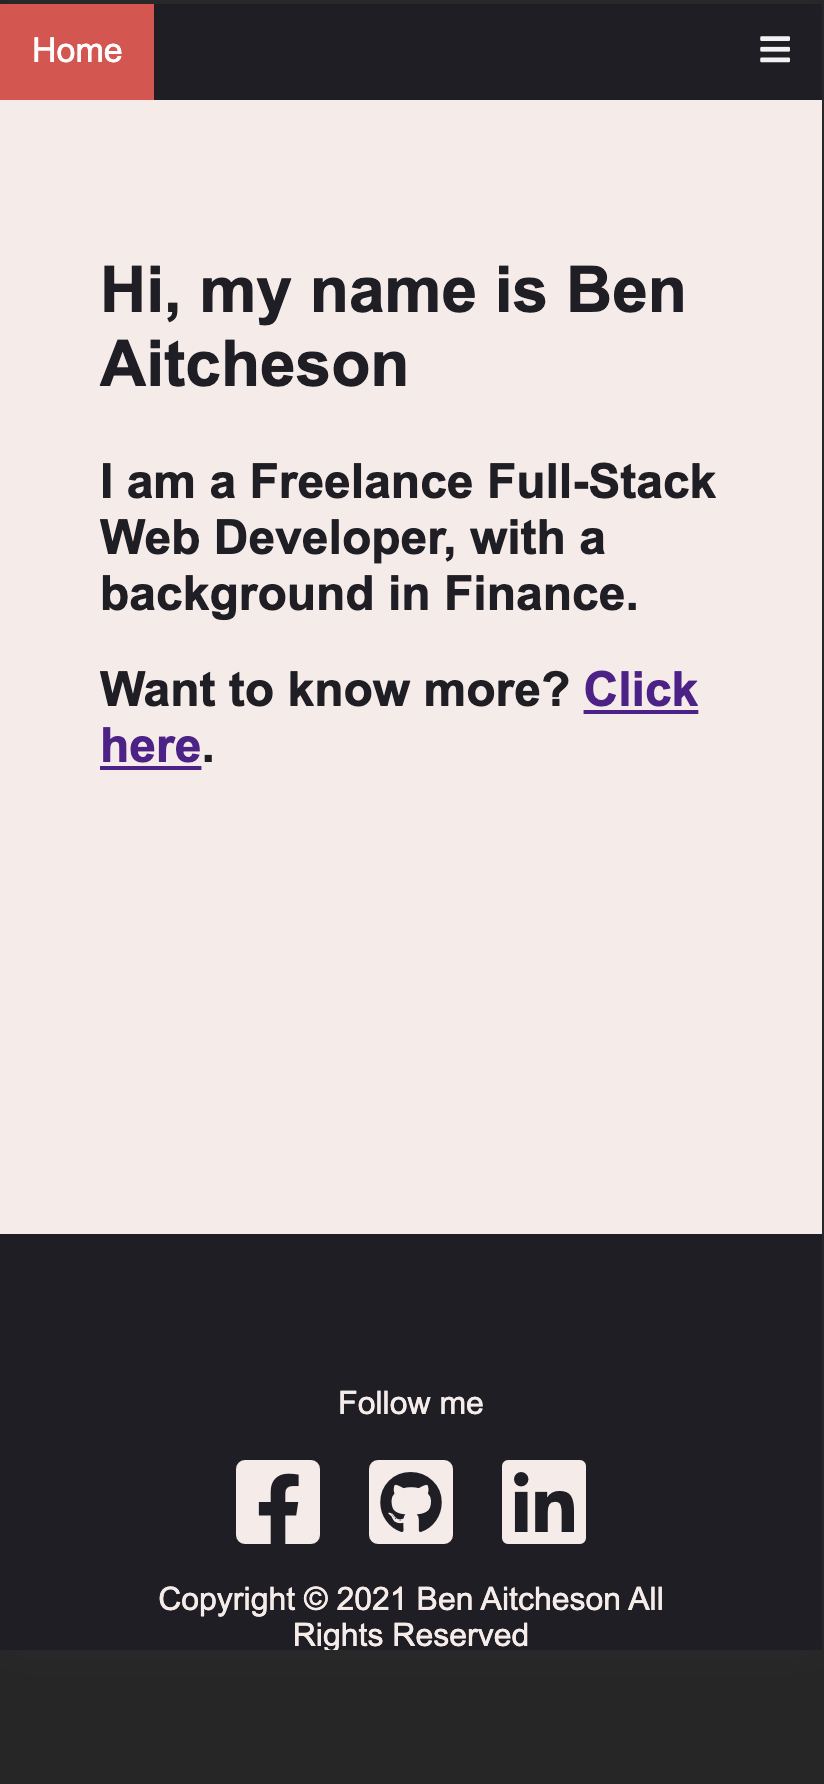 Home
Hi, my name is Ben
Aitcheson
I am a Freelance Full-Stack
Web Developer, with a
background in Finance.
Want to know more? Click
here.
Follow me
Copyright © 2021 Ben Aitcheson All
Rights Reserved